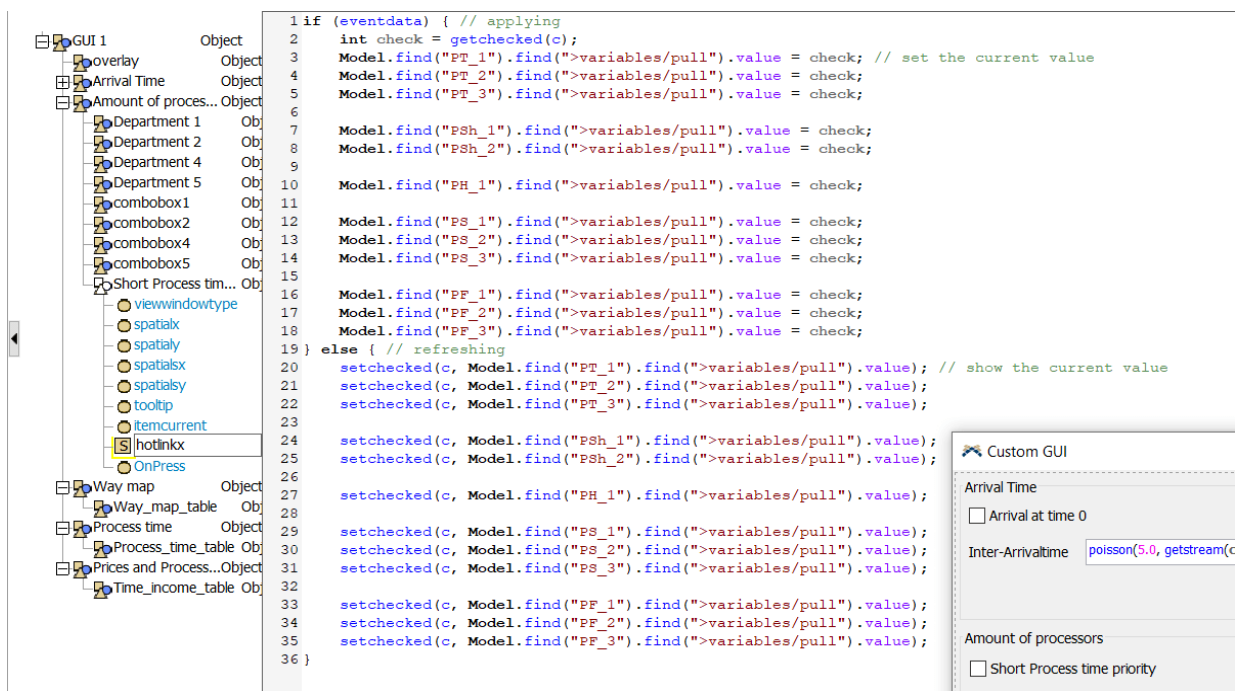 GUI 1 Object
overlay Object
Arrival Time Object
Amount of proces... Object
Department 1 Obj
Department 2 Obj
Department 4 Obj
Department 5 Obj
combobox1 Obj
combobox2 Obj
combobox4 Obj
combobox5 Obj
Short Process tim... Obj
viewwindowtype
spatialx
spatialy
spatialsx
spatialsy
tooltip
itemcurrent
S hotlinkx
OnPress
Way map Object
Way_map_table Obj
Process time Object
Process_time_table Obj
Prices and Process...Object
Time_income_table Obj
1 if (eventdata) { // applying
2 int check = getchecked(c);
3 Model.find("PT_1").find(">variables/pull").value = check; // set the current value
4 Model.find("PT_2").find(">variables/pull").value = check;
5 Model.find("PT_3").find(">variables/pull").value = check;
6
7 Model.find("PSh_1").find(">variables/pull").value = check;
8 Model.find("PSh_2").find(">variables/pull").value = check;
9
10 Model.find("PH_1").find(">variables/pull").value = check;
11
12 Model.find("PS_1").find(">variables/pull").value = check;
13 Model.find("PS_2").find(">variables/pull").value = check;
14 Model.find("PS_3").find(">variables/pull").value = check;
15
16 Model.find("PF_1").find(">variables/pull").value = check;
17 Model.find("PF_2").find(">variables/pull").value = check;
18 Model.find("PF_3").find(">variables/pull").value = check;
19 } else { // refreshing
20 setchecked(c, Model.find("PT_1").find(">variables/pull").value); // show the current value
21 setchecked(c, Model.find("PT_2").find(">variables/pull").value);
22 setchecked(c, Model.find("PT_3").find(">variables/pull").value);
23
24 setchecked(c, Model.find("PSh_1").find(">variables/pull").value);
25 setchecked(c, Model.find("PSh_2").find(">variables/pull").value);
26
27 setchecked(c, Model.find("PH_1").find(">variables/pull").value);
28
29 setchecked(c, Model.find("PS_1").find(">variables/pull").value);
30 setchecked(c, Model.find("PS_2").find(">variables/pull").value);
31 setchecked(c, Model.find("PS_3").find(">variables/pull").value);
32
33 setchecked(c, Model.find("PF_1").find(">variables/pull").value);
34 setchecked(c, Model.find("PF_2").find(">variables/pull").value);
35 setchecked(c, Model.find("PF_3").find(">variables/pull").value);
36 }
Custom GUI
Arrival Time
Arrival at time 0
Inter-Arrivaltime poisson(5.0, getstream(c
Amount of processors
Short Process time priority